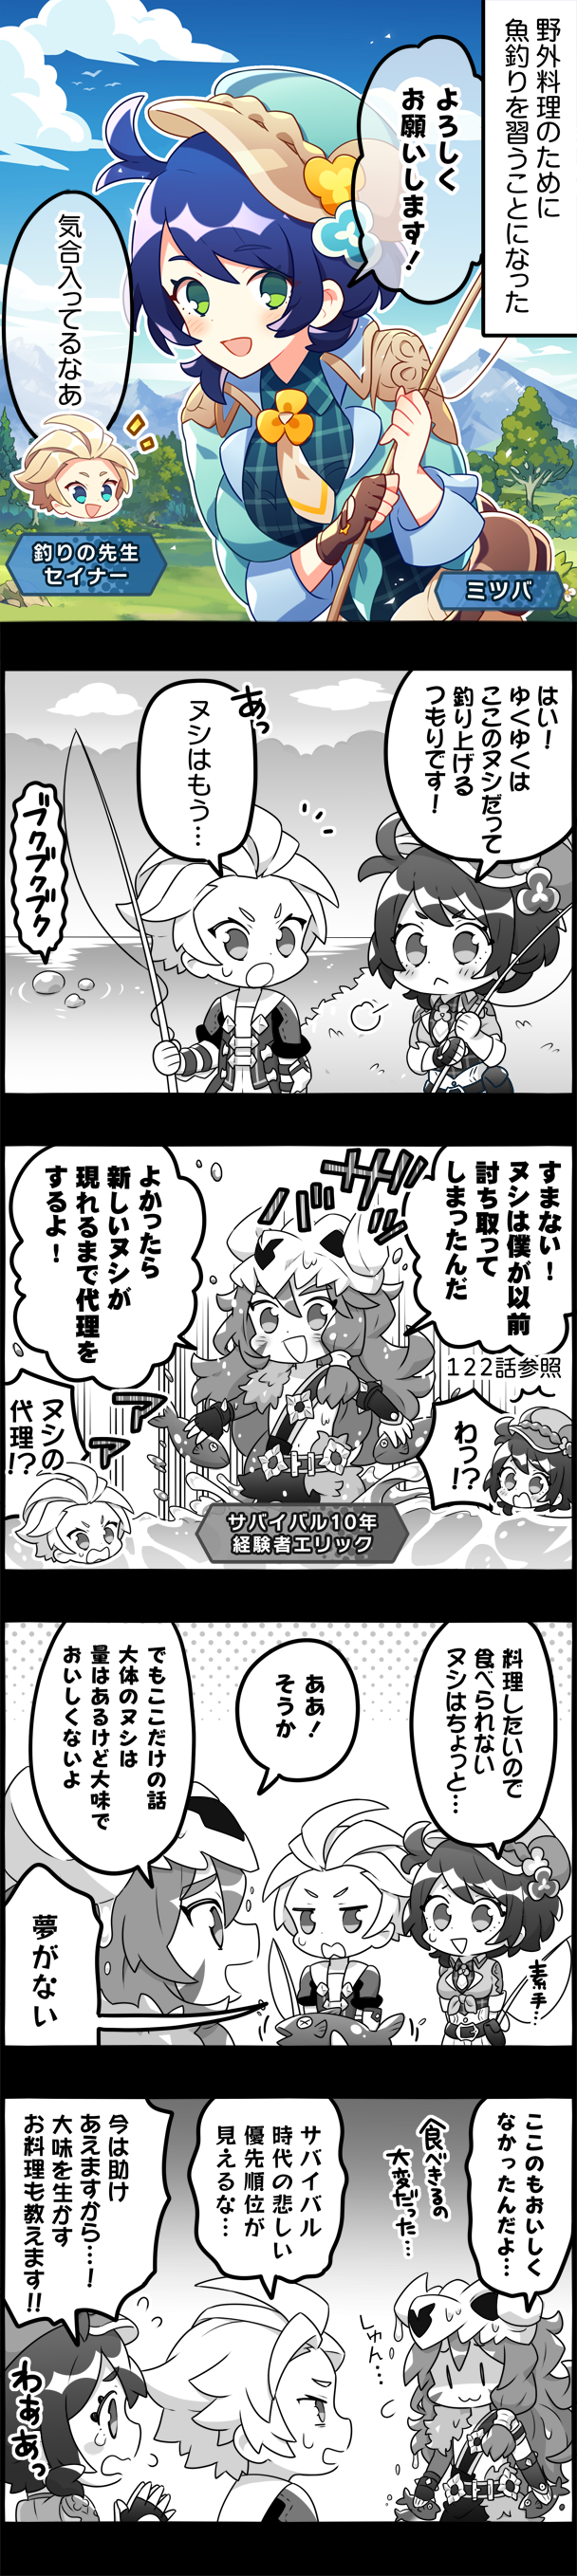 野外料理のために
魚釣りを習うことになった
よろしく
お願いします！
気合入ってるなあ
釣りの先生
セイナー
ミツバ
はい！
ゆくゆくは
ここのヌシだって
釣り上げる
つもりです！
あっ
ヌシはもう…
ブクブクブク
すまない！
ヌシは僕が以前
討ち取って
しまったんだ
122話参照
ザバァァ
よかったら
新しいヌシが
現れるまで代理を
するよ！
わっ!?
ヌシの
代理!?
サバイバル10年
経験者エリック
料理したいので
食べられない
ヌシはちょっと…
素手…
ああ！
そうか
でもここだけの話
大体のヌシは
量はあるけど大味で
おいしくないよ
夢がない
ここのもおいしく
なかったんだよ…
食べきるの
大変だった…
しゅん…
サバイバル
時代の悲しい
優先順位が
見えるな…
今は助け
あえますから…！
大味を生かす
お料理も教えます!!
わああっ